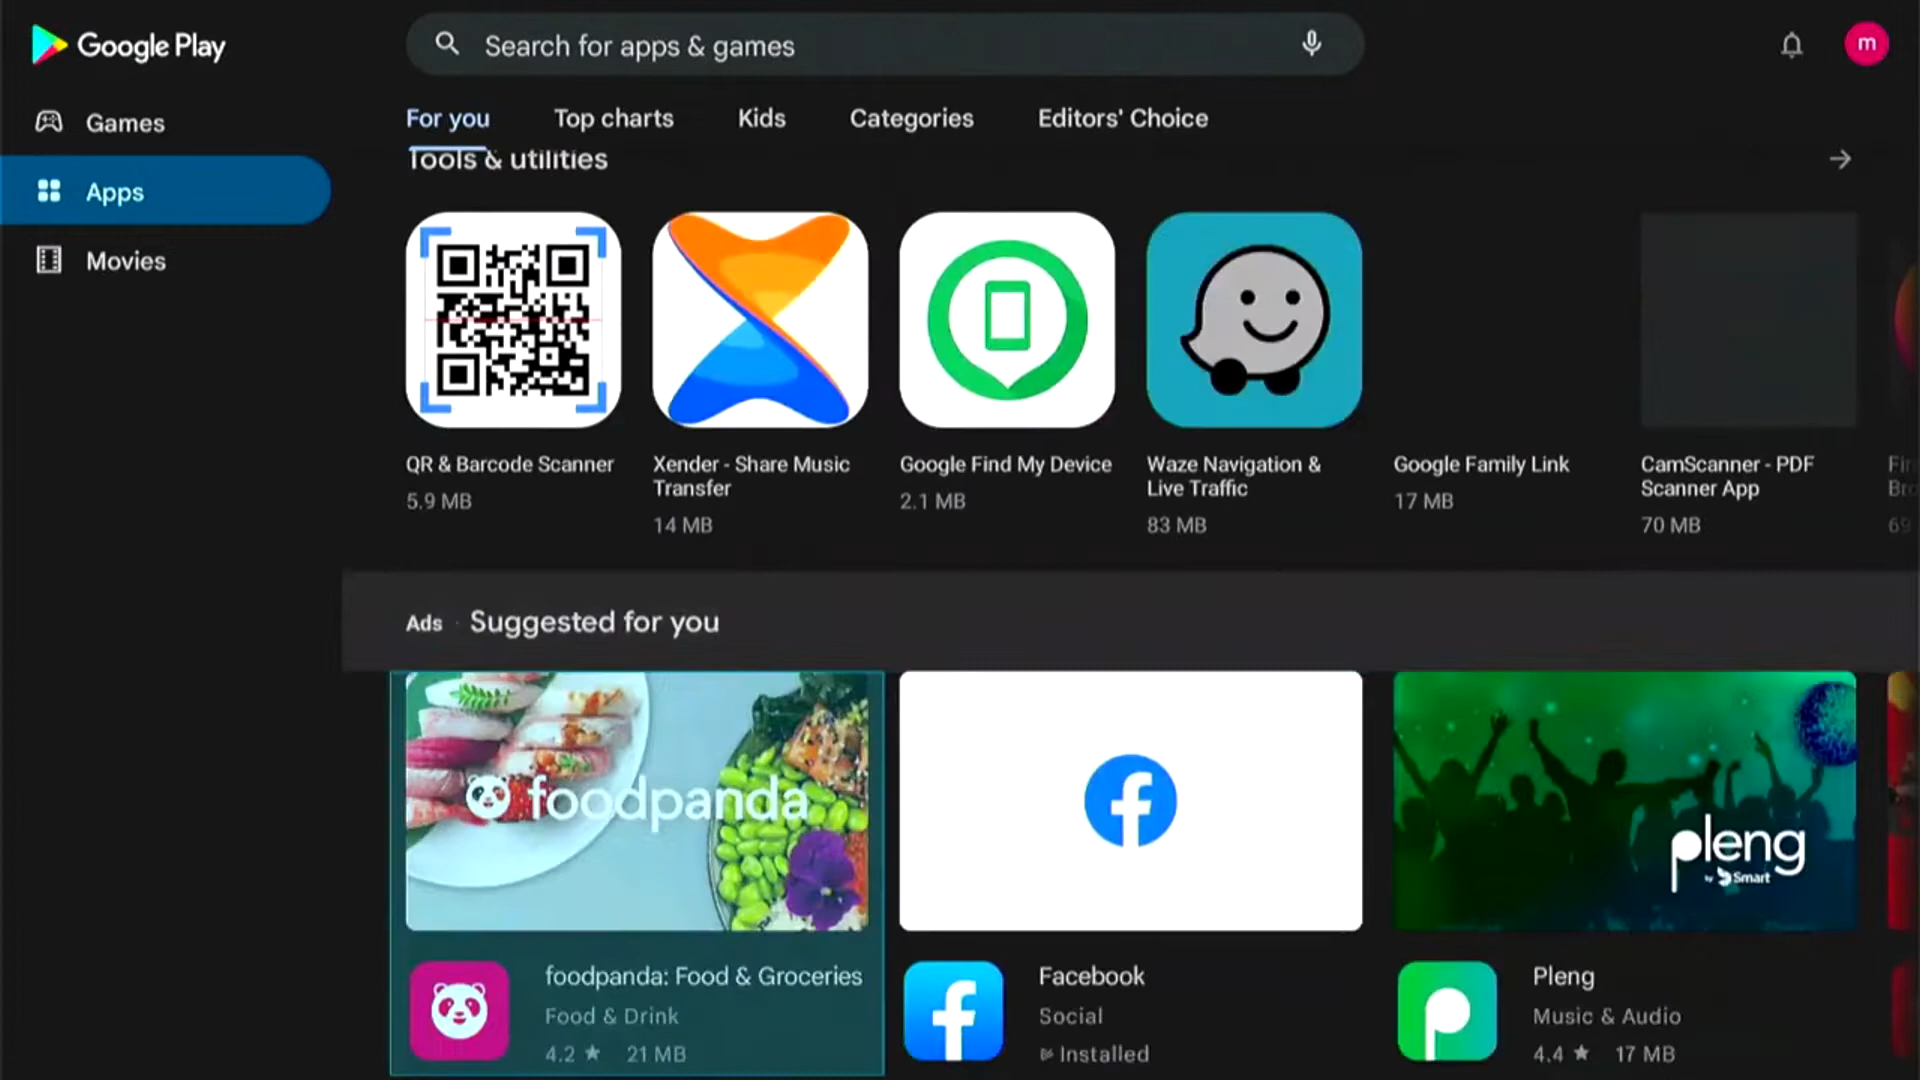 Google Play
Search for apps & games
m
Games
Apps
Movies
For you
Top charts
Kids
Categories
Editors' Choice
Tools & utilities
QR & Barcode Scanner
5.9 MB
Xender - Share Music
Transfer
14 MB
Google Find My Device
2.1 MB
Waze Navigation &
Live Traffic
83 MB
Google Family Link
17 MB
CamScanner - PDF
Scanner App
70 MB
69
Ads · Suggested for you
foodpanda
pleng
by Smart
foodpanda: Food & Groceries
Food & Drink
4.2 ★ 21 MB
Facebook
Social
Installed
Pleng
Music & Audio
4.4 ★ 17 MB